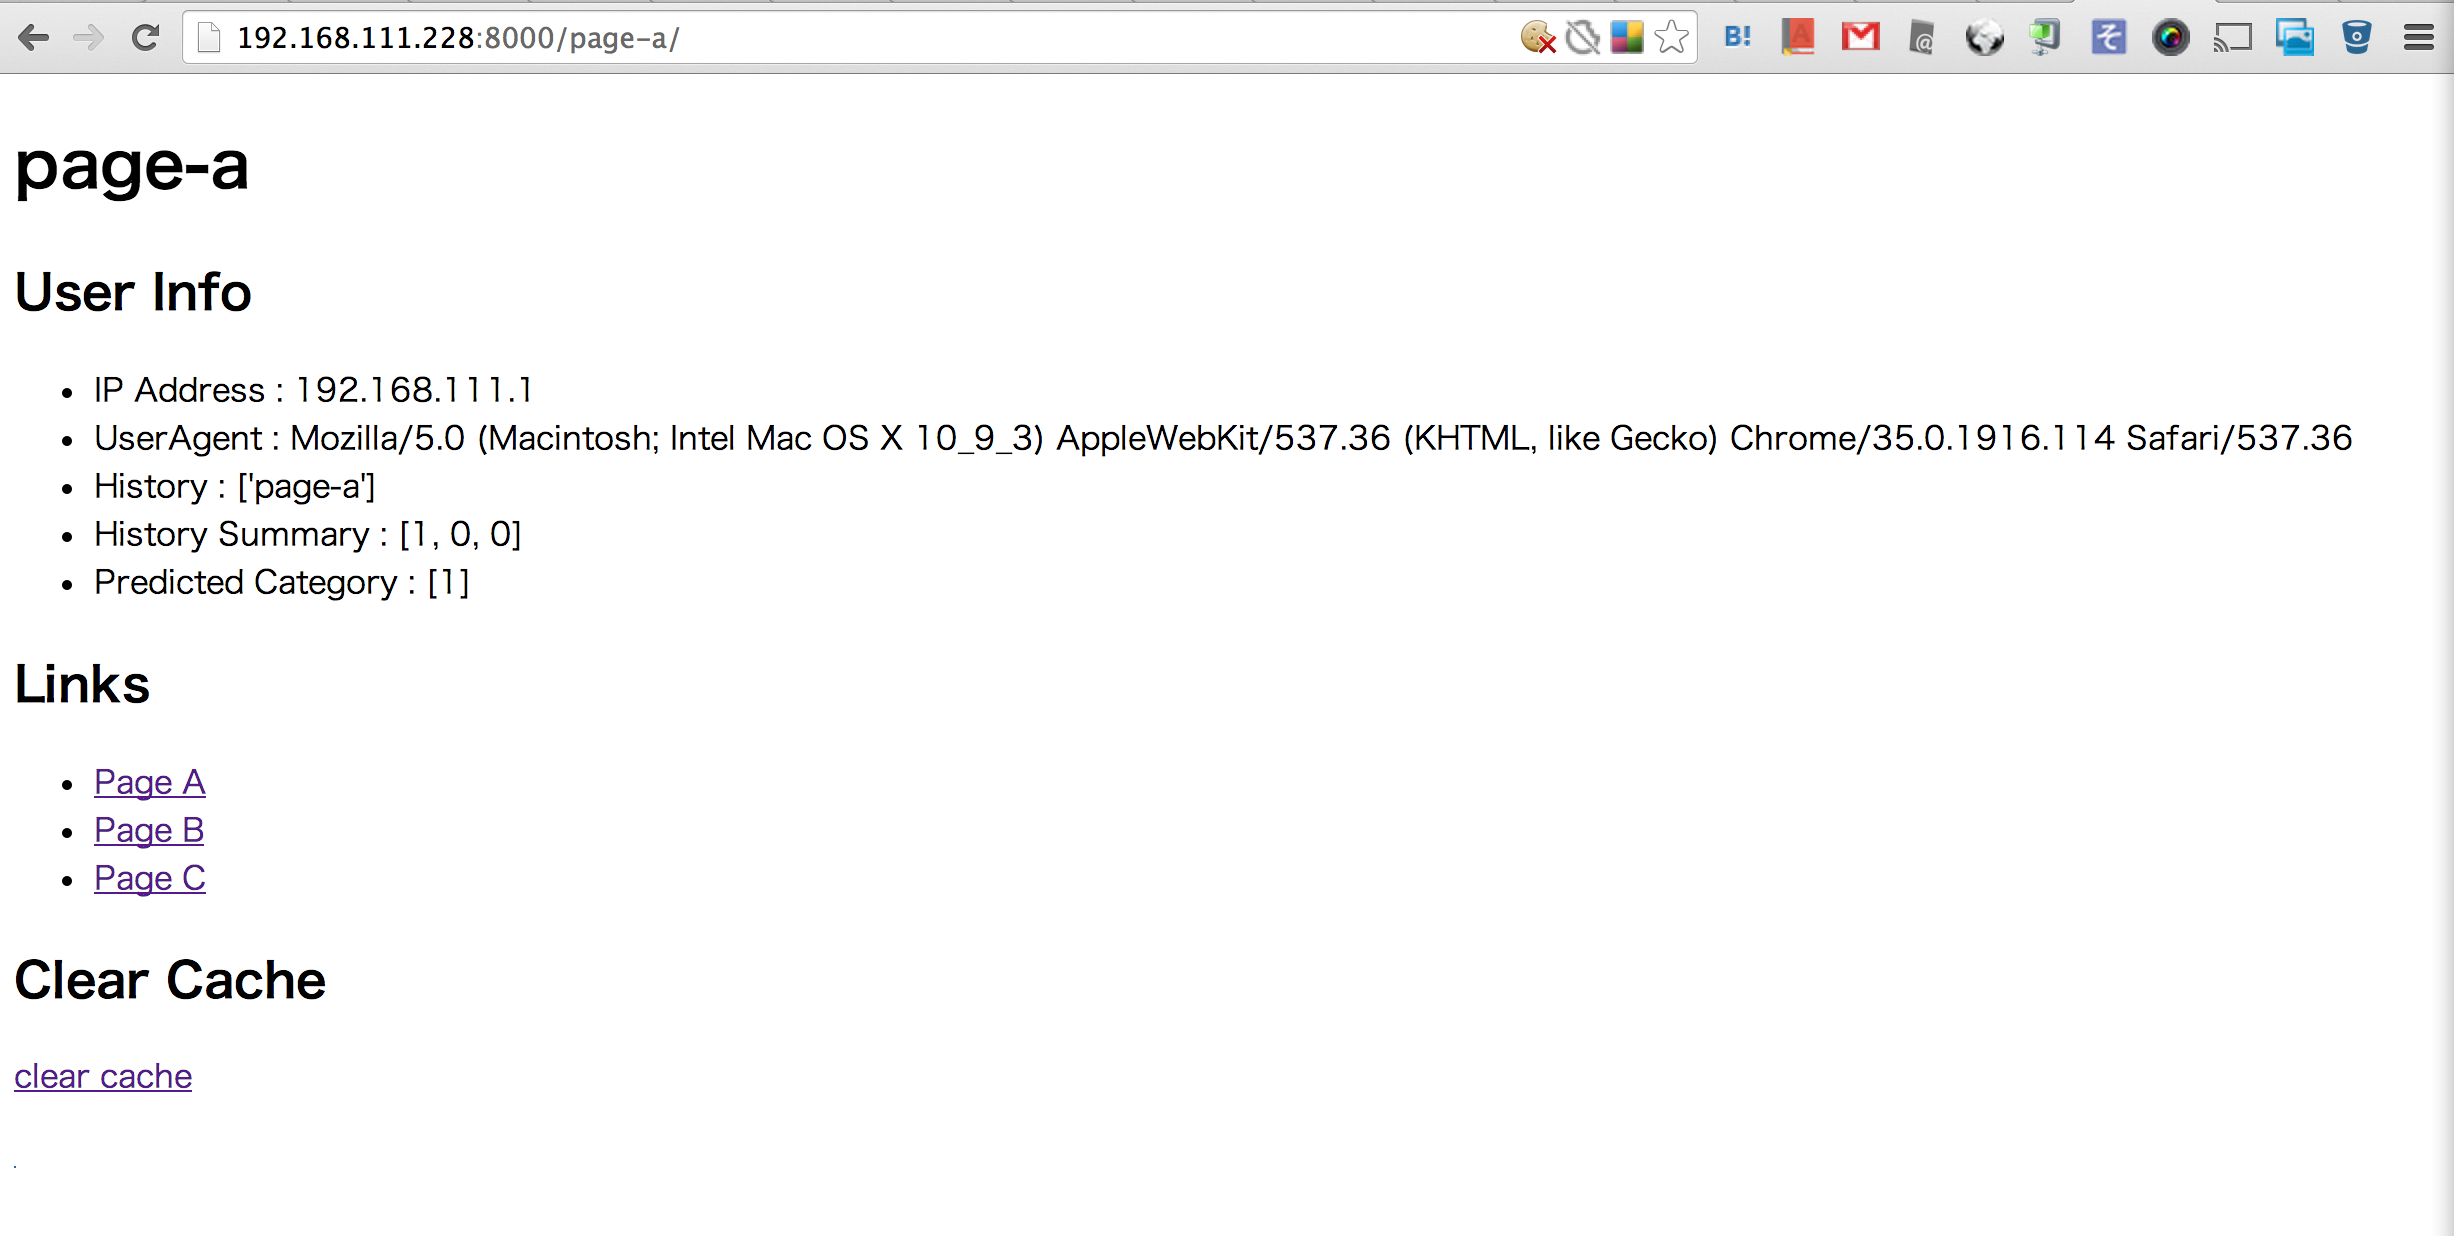 192.168.111.228:8000/page-a/
B!
A
@
そ
page-a
User Info
IP Address : 192.168.111.1
UserAgent : Mozilla/5.0 (Macintosh; Intel Mac OS X 10_9_3) AppleWebKit/537.36 (KHTML, like Gecko) Chrome/35.0.1916.114 Safari/537.36
History : ['page-a']
History Summary : [1, 0, 0]
Predicted Category : [1]
Links
Page A
Page B
Page C
Clear Cache
clear cache